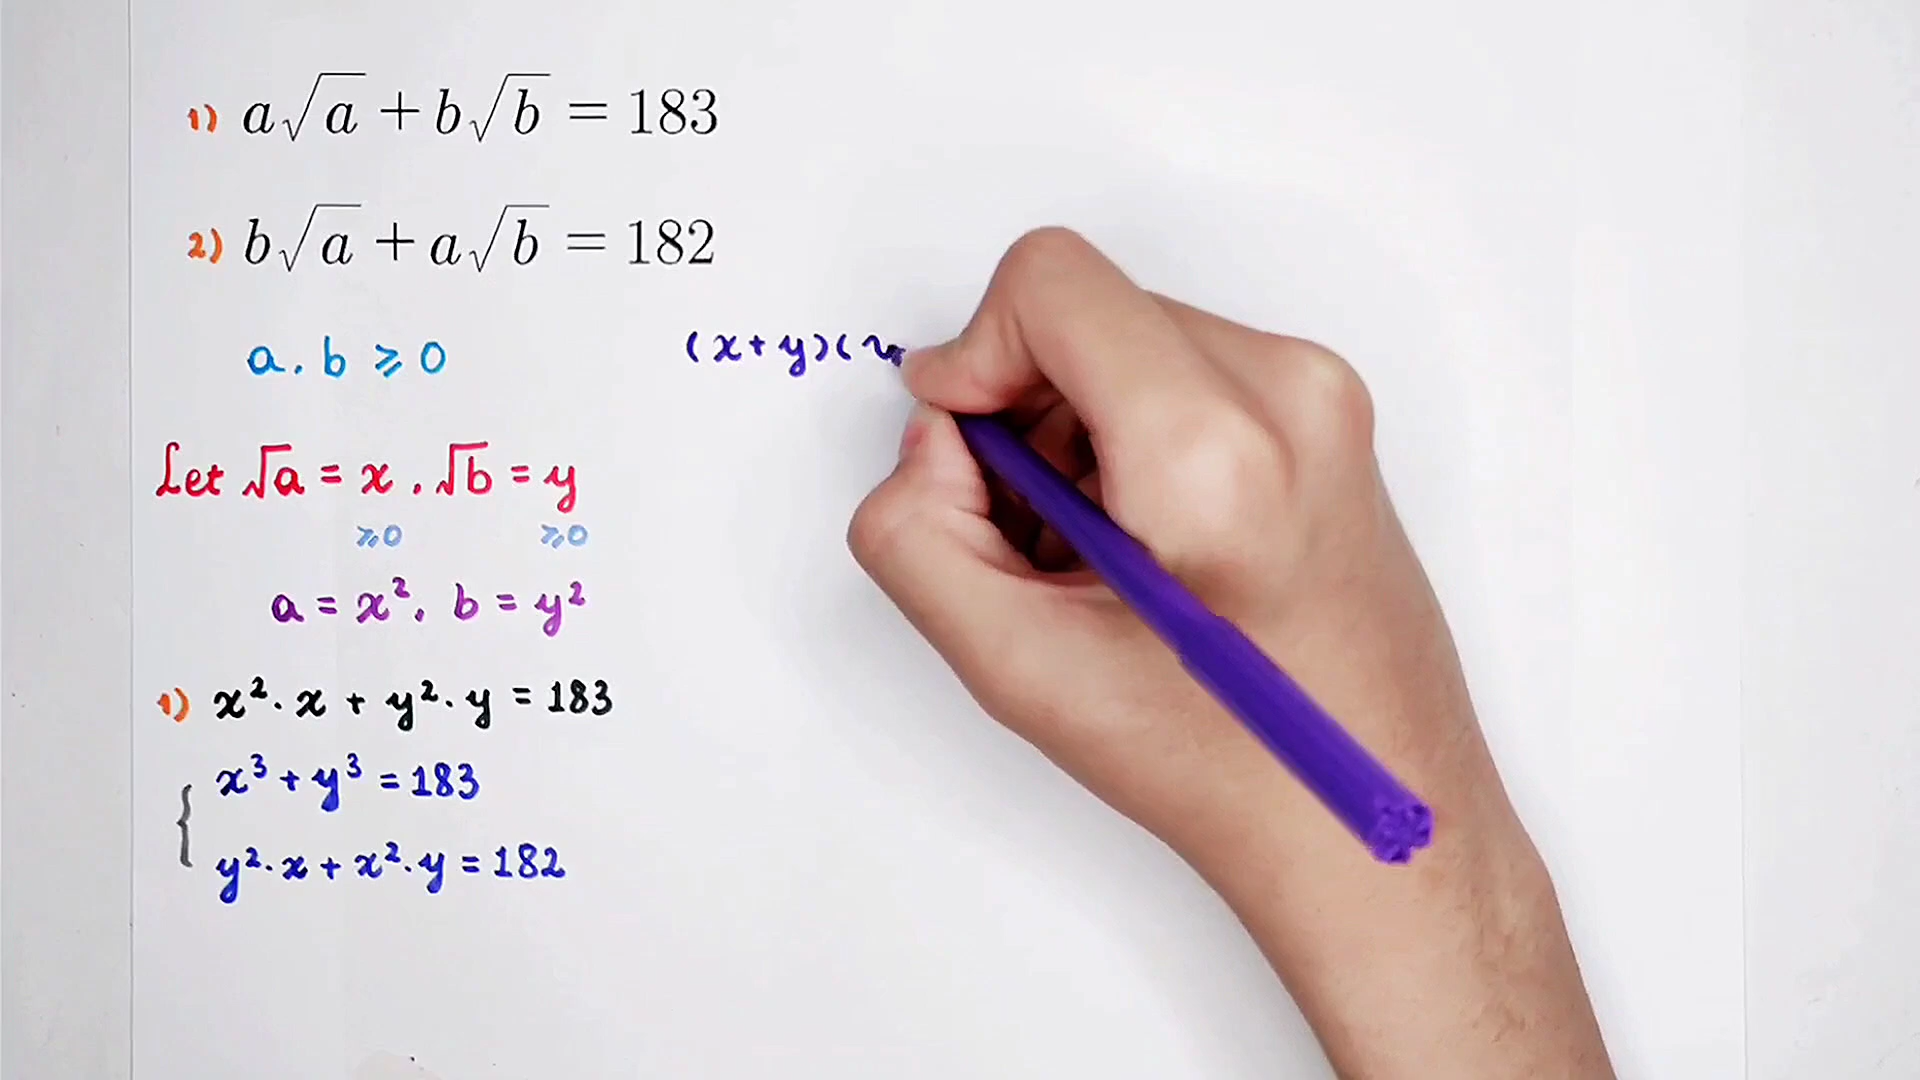 1) a√a + b√b = 183
2) b√a + a√b = 182
a, b ⩾ 0
Let √a = x, √b = y
⩾0 ⩾0
a = x², b = y²
1) x²·x + y²·y = 183
x³ + y³ = 183
y²·x + x²·y = 182
(x+y)(